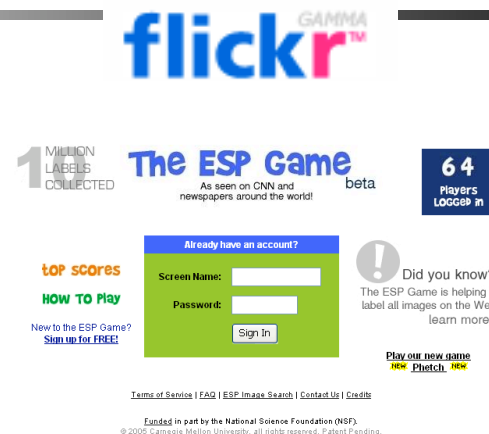 flickr GAMMA TM
10 MILLION
LABELS
COLLECTED
The ESP Game
beta
As seen on CNN and
newspapers around the world!
64
Players
LOGGED in
Already have an account?
Screen Name:
Password:
Sign In
top scores
HOW TO Play
New to the ESP Game?
Sign up for FREE!
! Did you know?
The ESP Game is helping
label all images on the We
learn more
Play our new game
NEW Phetch NEW
Terms of Service | FAQ | ESP Image Search | Contact Us | Credits
Funded in part by the National Science Foundation (NSF).
© 2005 Carnegie Mellon University, all rights reserved. Patent Pending.